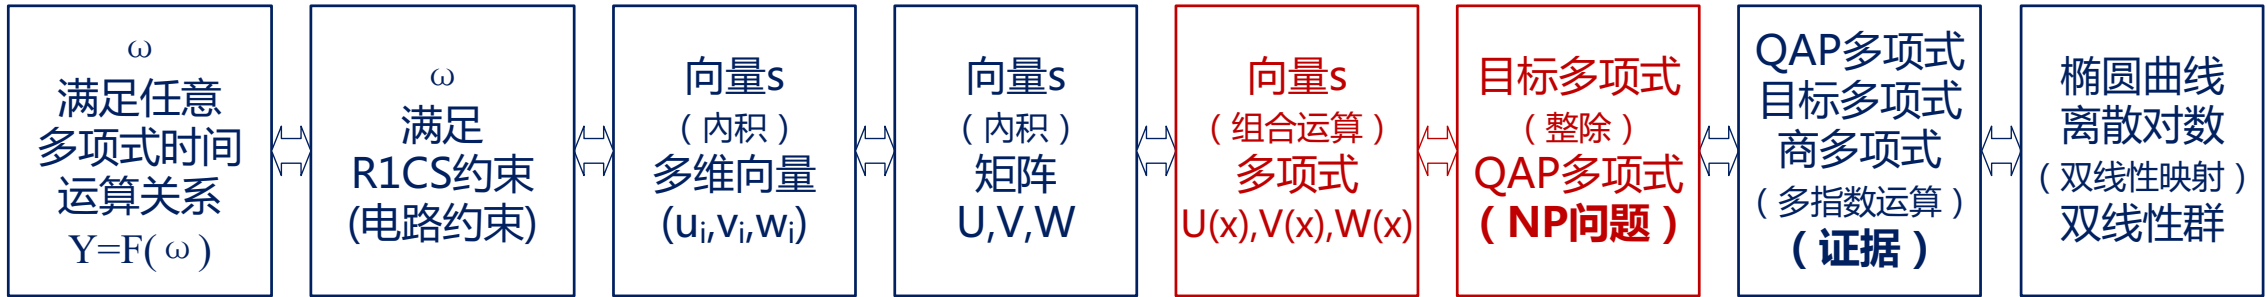 ω
满足任意
多项式时间
运算关系
Y=F(ω)
ω
满足
R1CS约束
(电路约束)
向量s
（内积）
多维向量
(uᵢ,vᵢ,wᵢ)
向量s
（内积）
矩阵
U,V,W
向量s
（组合运算）
多项式
U(x),V(x),W(x)
目标多项式
（整除）
QAP多项式
（NP问题）
QAP多项式
目标多项式
商多项式
（多指数运算）
（证据）
椭圆曲线
离散对数
（双线性映射）
双线性群